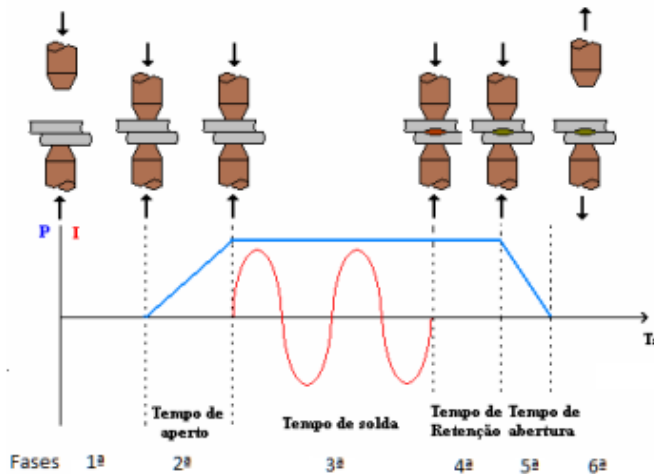 P I
Tempo de
aperto
Tempo de solda
Tempo de
Retenção
Tempo de
abertura
Fases 1ª 2ª 3ª 4ª 5ª 6ª